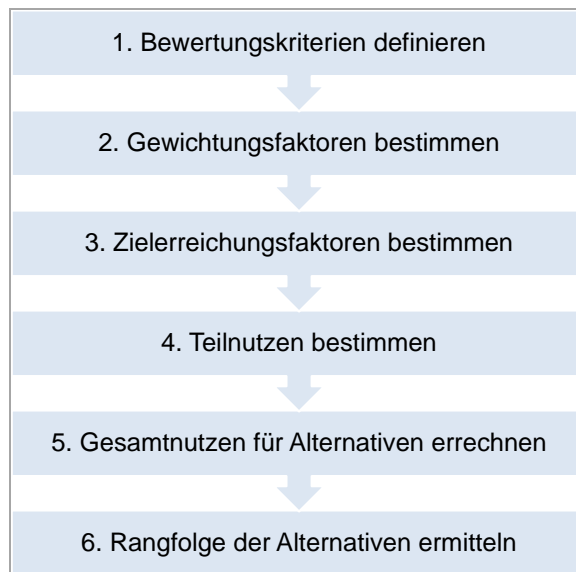 1. Bewertungskriterien definieren
2. Gewichtungsfaktoren bestimmen
3. Zielerreichungsfaktoren bestimmen
4. Teilnutzen bestimmen
5. Gesamtnutzen für Alternativen errechnen
6. Rangfolge der Alternativen ermitteln